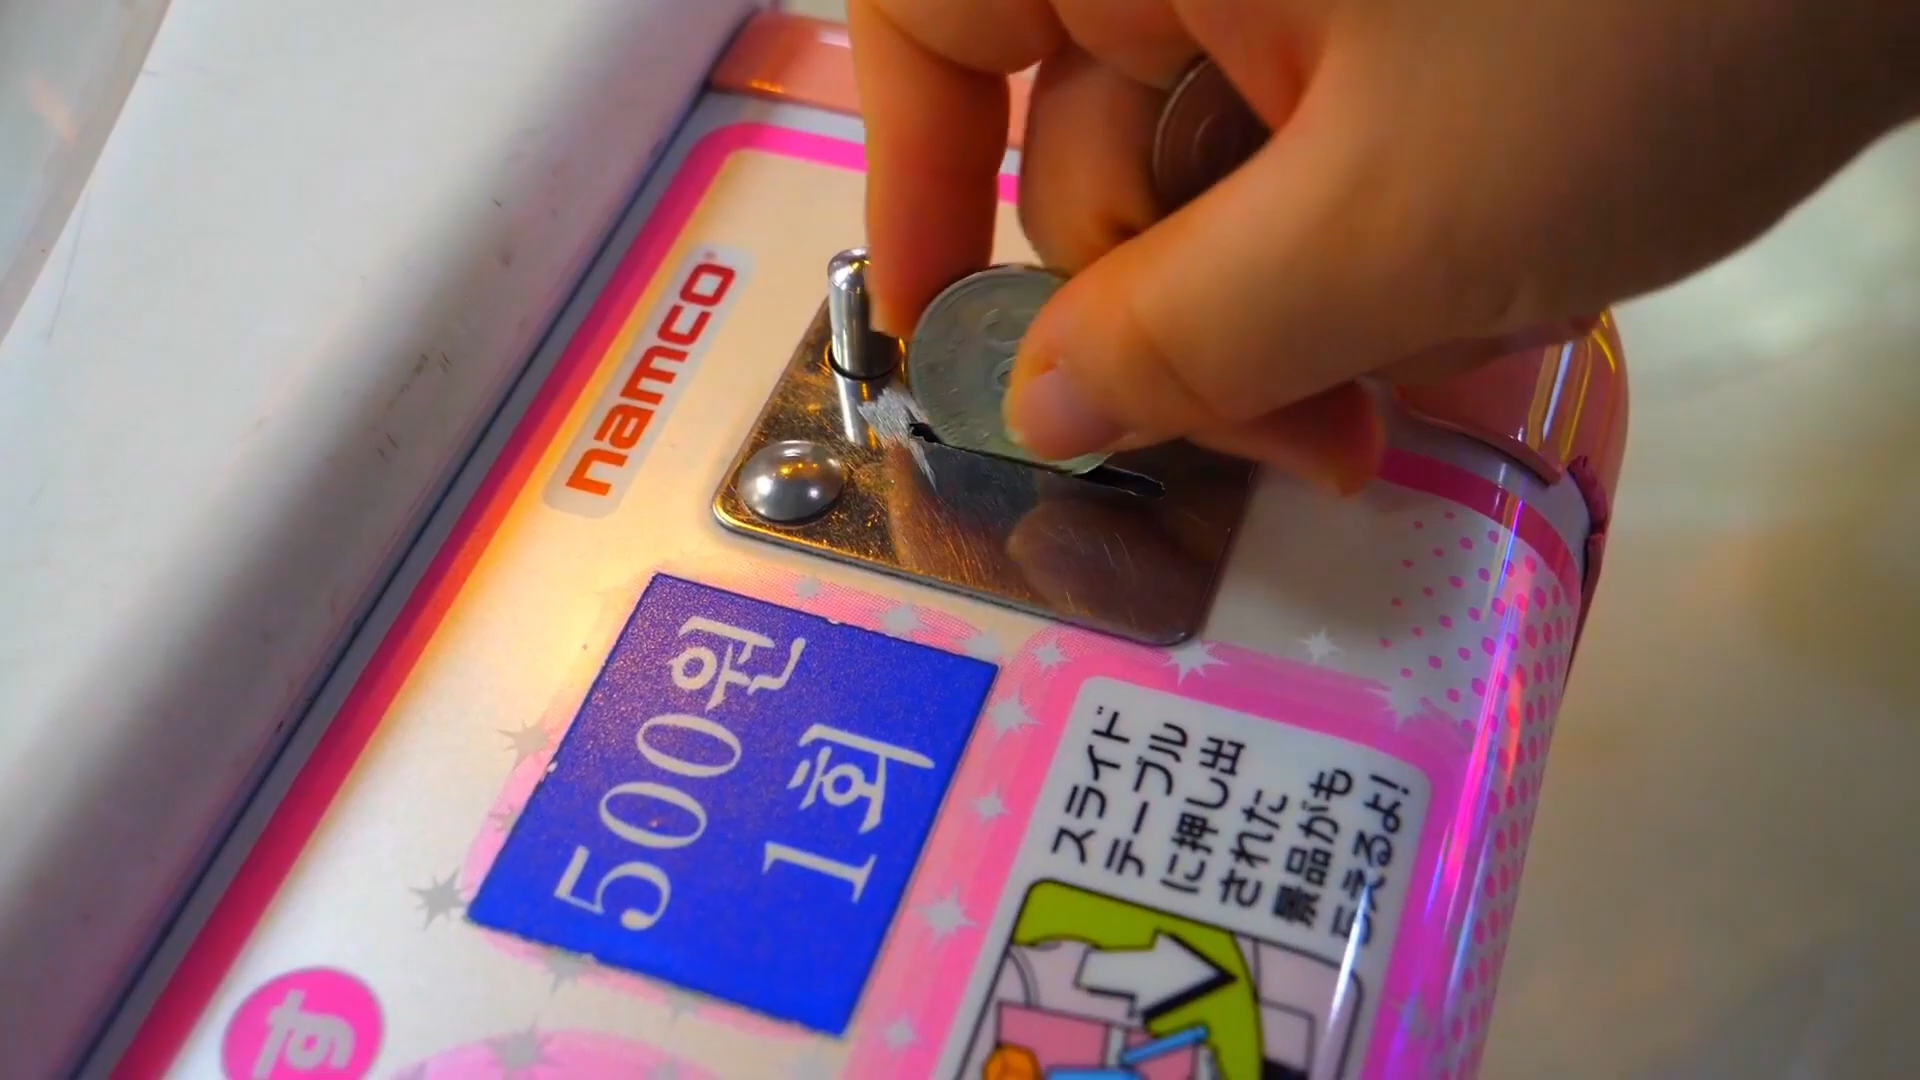 namco
500원
1회
スライド
テーブル
に押し出
された
景品がも
らえるよ!
す